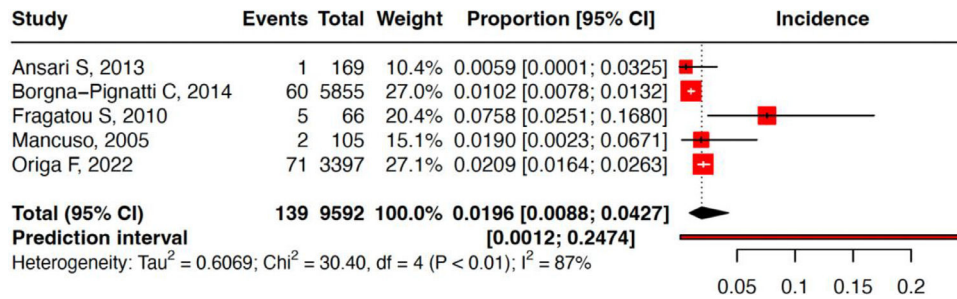 Study Events Total Weight Proportion [95% CI] Incidence
Ansari S, 2013 1 169 10.4% 0.0059 [0.0001; 0.0325]
Borgna−Pignatti C, 2014 60 5855 27.0% 0.0102 [0.0078; 0.0132]
Fragatou S, 2010 5 66 20.4% 0.0758 [0.0251; 0.1680]
Mancuso, 2005 2 105 15.1% 0.0190 [0.0023; 0.0671]
Origa F, 2022 71 3397 27.1% 0.0209 [0.0164; 0.0263]
Total (95% CI) 139 9592 100.0% 0.0196 [0.0088; 0.0427]
Prediction interval [0.0012; 0.2474]
Heterogeneity: Tau² = 0.6069; Chi² = 30.40, df = 4 (P < 0.01); I² = 87%
0.05 0.1 0.15 0.2